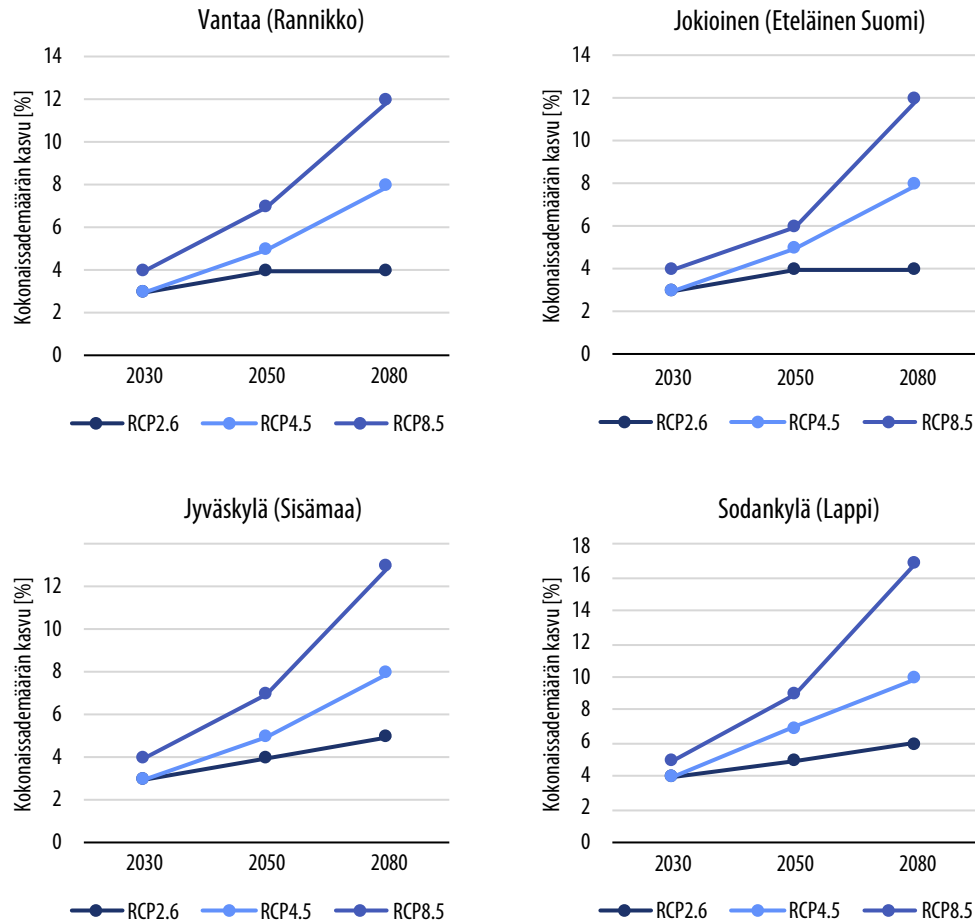 Vantaa (Rannikko)
Kokonaissademäärän kasvu [%]
14
12
10
8
6
4
2
0
2030 2050 2080
RCP2.6 RCP4.5 RCP8.5
Jokioinen (Eteläinen Suomi)
Kokonaissademäärän kasvu [%]
14
12
10
8
6
4
2
0
2030 2050 2080
RCP2.6 RCP4.5 RCP8.5
Jyväskylä (Sisämaa)
Kokonaissademäärän kasvu [%]
12
8
6
4
2
0
2030 2050 2080
RCP2.6 RCP4.5 RCP8.5
Sodankylä (Lappi)
Kokonaissademäärän kasvu [%]
18
16
14
12
10
8
6
4
2
0
2030 2050 2080
RCP2.6 RCP4.5 RCP8.5